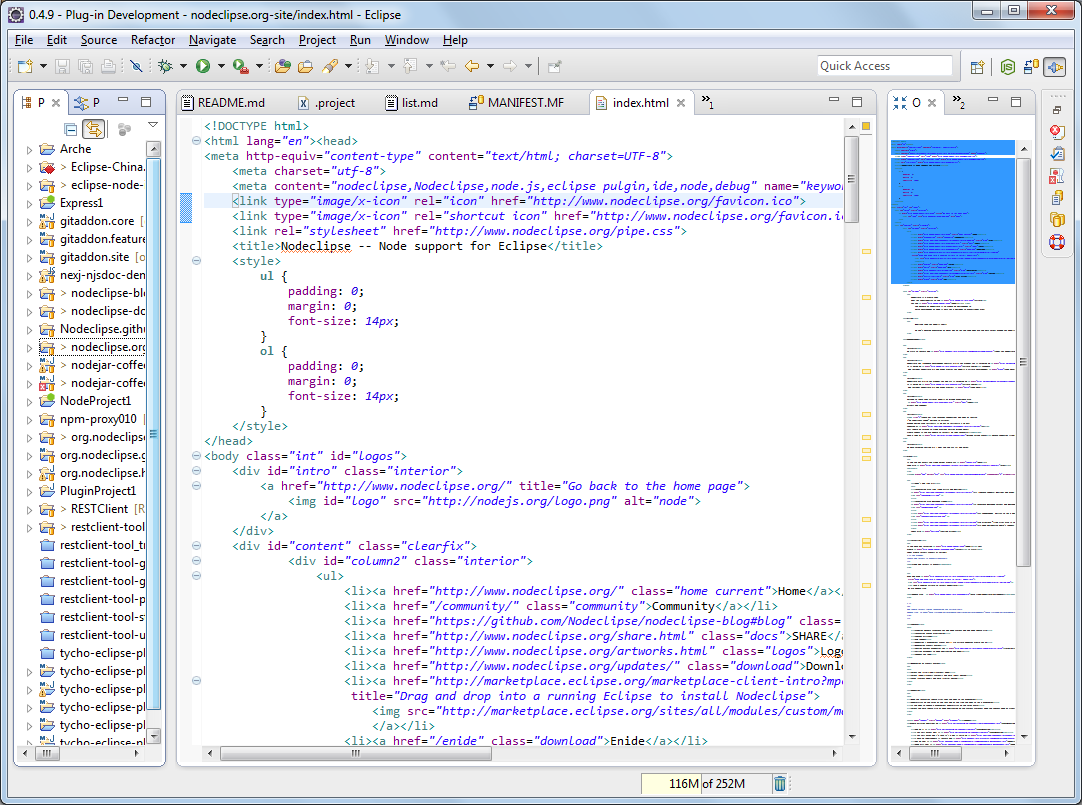 0.4.9 - Plug-in Development - nodeclipse.org-site/index.html - Eclipse
File Edit Source Refactor Navigate Search Project Run Window Help
Quick Access
P P
README.md .project list.md MANIFEST.MF index.html »1
O »2
Arche
> Eclipse-China.
> eclipse-node-
Express1
gitaddon.core [o
gitaddon.feature
gitaddon.site [o
nexj-njsdoc-den
> nodeclipse-blo
> nodeclipse-do
Nodeclipse.githu
> nodeclipse.org
> nodejar-coffee
> nodejar-coffee
NodeProject1
npm-proxy010 [
> org.nodeclipse
org.nodeclipse.g
org.nodeclipse.h
PluginProject1
> RESTClient [R
> restclient-tool
restclient-tool_tr
restclient-tool-g
restclient-tool-g
restclient-tool-p
restclient-tool-st
restclient-tool-u
tycho-eclipse-pl
tycho-eclipse-pl
tycho-eclipse-pl
tycho-eclipse-pl
tycho-eclipse-pl
tycho-eclipse-pl
<!DOCTYPE html>
<html lang="en"><head>
<meta http-equiv="content-type" content="text/html; charset=UTF-8">
<meta charset="utf-8">
<meta content="nodeclipse,Nodeclipse,node.js,eclipse pulgin,ide,node,debug" name="keywor
<link type="image/x-icon" rel="icon" href="http://www.nodeclipse.org/favicon.ico">
<link type="image/x-icon" rel="shortcut icon" href="http://www.nodeclipse.org/favicon.ic
<link rel="stylesheet" href="http://www.nodeclipse.org/pipe.css">
<title>Nodeclipse -- Node support for Eclipse</title>
<style>
ul {
padding: 0;
margin: 0;
font-size: 14px;
}
ol {
padding: 0;
margin: 0;
font-size: 14px;
}
</style>
</head>
<body class="int" id="logos">
<div id="intro" class="interior">
<a href="http://www.nodeclipse.org/" title="Go back to the home page">
<img id="logo" src="http://nodejs.org/logo.png" alt="node">
</a>
</div>
<div id="content" class="clearfix">
<div id="column2" class="interior">
<ul>
<li><a href="http://www.nodeclipse.org/" class="home current">Home</a></
<li><a href="/community/" class="community">Community</a></li>
<li><a href="https://github.com/Nodeclipse/nodeclipse-blog#blog" class=
<li><a href="http://www.nodeclipse.org/share.html" class="docs">SHARE</a
<li><a href="http://www.nodeclipse.org/artworks.html" class="logos">Logo
<li><a href="http://www.nodeclipse.org/updates/" class="download">Downl
<li><a href="http://marketplace.eclipse.org/marketplace-client-intro?mp
title="Drag and drop into a running Eclipse to install Nodeclipse">
<img src="http://marketplace.eclipse.org/sites/all/modules/custom/m
</a></li>
<li><a href="/enide" class="download">Enide</a></li>
116M of 252M